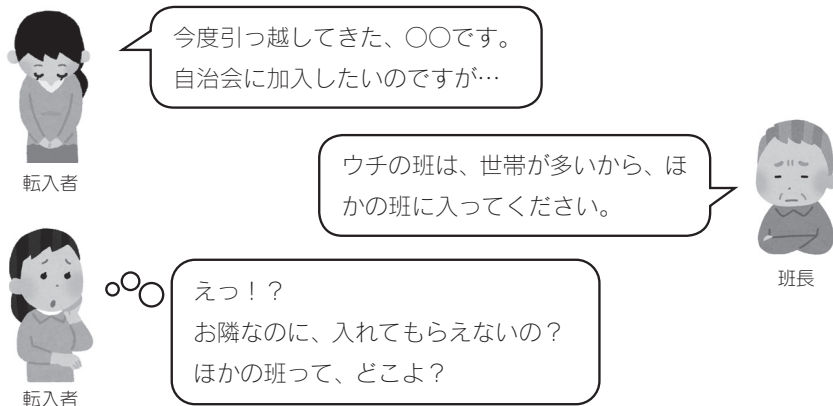 今度引っ越してきた、○○です。
自治会に加入したいのですが…
転入者
ウチの班は、世帯が多いから、ほ
かの班に入ってください。
班長
えっ！？
お隣なのに、入れてもらえないの？
ほかの班って、どこよ？
転入者